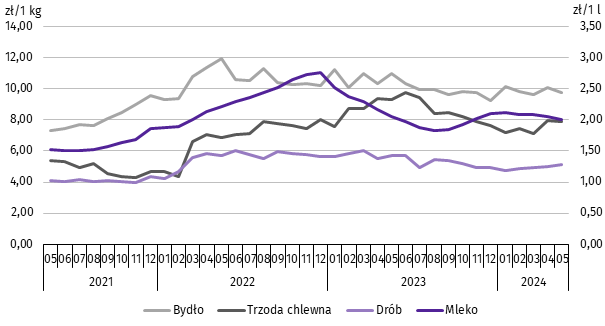 zł/1 kg zł/1 l
14,00 3,50
12,00 3,00
10,00 2,50
8,00 2,00
6,00 1,50
4,00 1,00
2,00 0,50
0,00 0,00
05 06 07 08 09 10 11 12 01 02 03 04 05 06 07 08 09 10 11 12 01 02 03 04 05 06 07 08 09 10 11 12 01 02 03 04 05
2021 2022 2023 2024
Bydło Trzoda chlewna Drób Mleko